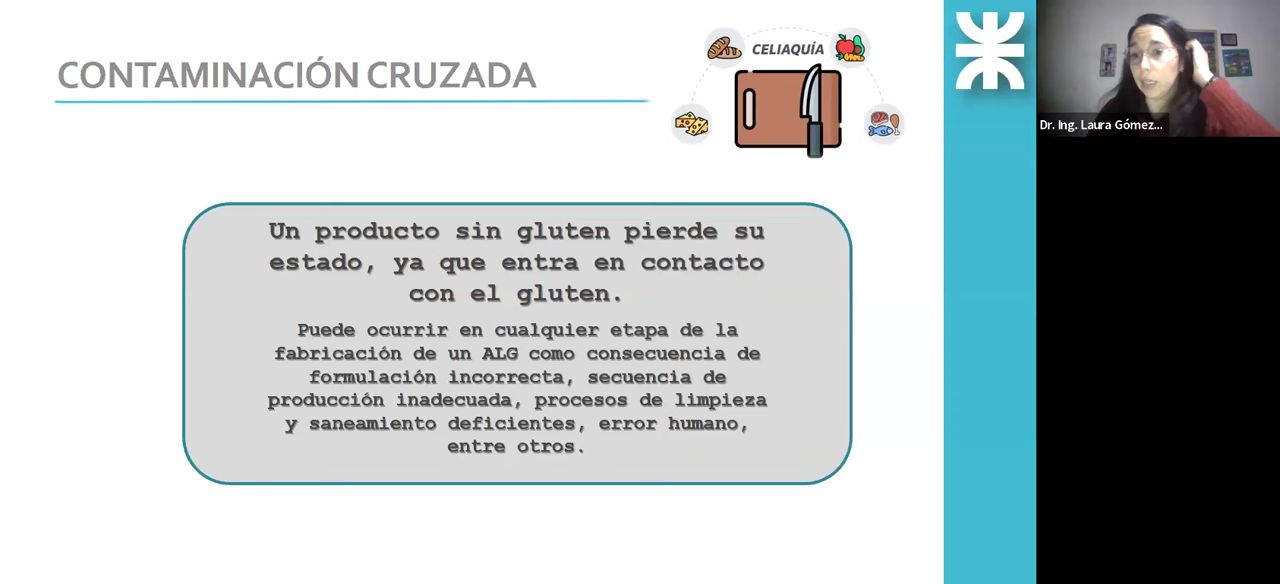 CONTAMINACIÓN CRUZADA
CELIAQUÍA
Un producto sin gluten pierde su
estado, ya que entra en contacto
con el gluten.
Puede ocurrir en cualquier etapa de la
fabricación de un ALG como consecuencia de
formulación incorrecta, secuencia de
producción inadecuada, procesos de limpieza
y saneamiento deficientes, error humano,
entre otros.
Dr. Ing. Laura Gómez...